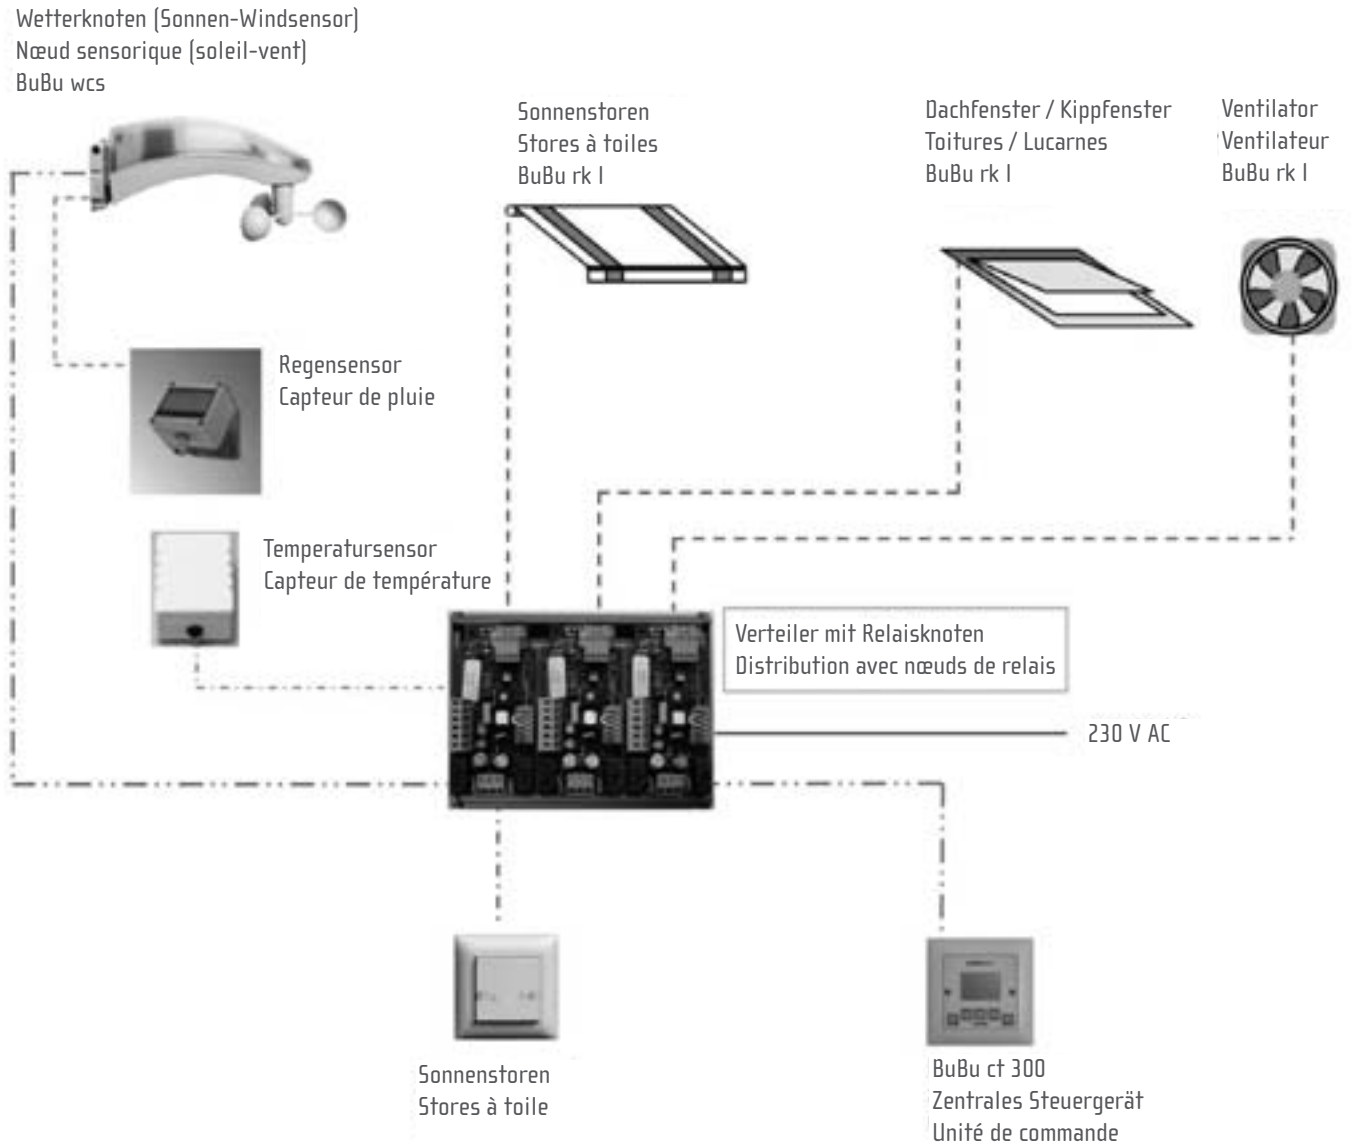 Wetterknoten (Sonnen-Windsensor)
Nœud sensorique (soleil-vent)
BuBu wcs
Sonnenstoren
Stores à toiles
BuBu rk I
Dachfenster / Kippfenster
Toitures / Lucarnes
BuBu rk I
Ventilator
Ventilateur
BuBu rk I
Regensensor
Capteur de pluie
Temperatursensor
Capteur de température
Verteiler mit Relaisknoten
Distribution avec nœuds de relais
230 V AC
Sonnenstoren
Stores à toile
BuBu ct 300
Zentrales Steuergerät
Unité de commande